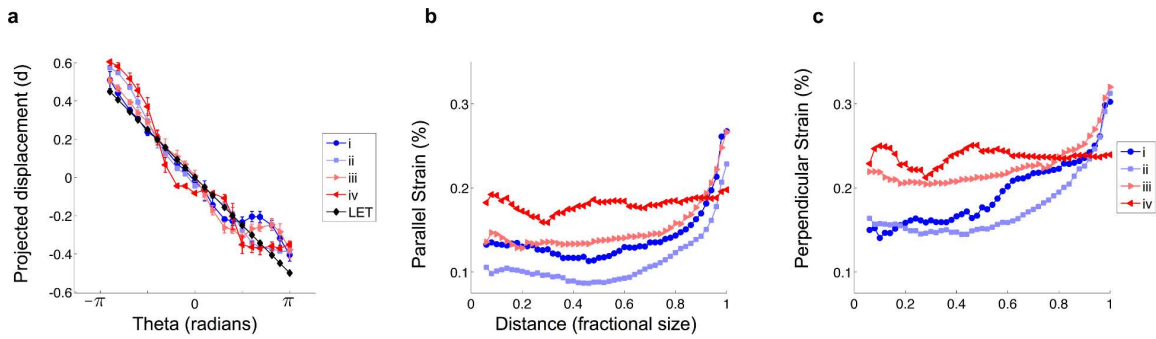 a
b
c
Projected displacement (d)
0.6
0.4
0.2
0
-0.2
-0.4
-0.6
−π
0
π
Theta (radians)
i
ii
iii
iv
LET
Parallel Strain (%)
0.3
0.2
0.1
0
0.2
0.4
0.6
0.8
1
Distance (fractional size)
Perpendicular Strain (%)
0.3
0.2
0.1
0
0.2
0.4
0.6
0.8
1
i
ii
iii
iv